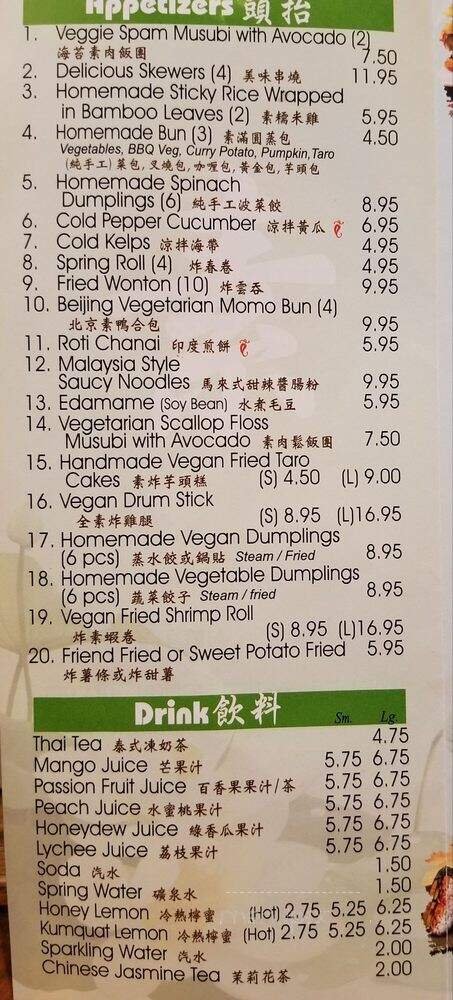 Appetizers 頭抬
1. Veggie Spam Musubi with Avocado (2)
海苔素肉飯團 7.50
2. Delicious Skewers (4) 美味串燒 11.95
3. Homemade Sticky Rice Wrapped
in Bamboo Leaves (2) 素糯米雞 5.95
4. Homemade Bun (3) 素滿圓蒸包 4.50
Vegetables, BBQ Veg, Curry Potato, Pumpkin,Taro
(純手工)菜包, 叉燒包, 咖喱包, 黃金包, 芋頭包
5. Homemade Spinach
Dumplings (6) 純手工波菜餃 8.95
6. Cold Pepper Cucumber 涼拌黃瓜 6.95
7. Cold Kelps 涼拌海帶 4.95
8. Spring Roll (4) 炸春卷 4.95
9. Fried Wonton (10) 炸雲吞 9.95
10. Beijing Vegetarian Momo Bun (4)
北京素鴨合包 9.95
11. Roti Chanai 印度煎餅 5.95
12. Malaysia Style
Saucy Noodles 馬來式甜辣醬腸粉 9.95
13. Edamame (Soy Bean) 水煮毛豆 5.95
14. Vegetarian Scallop Floss
Musubi with Avocado 素肉鬆飯團 7.50
15. Handmade Vegan Fried Taro
Cakes 素炸芋頭糕 (S) 4.50 (L) 9.00
16. Vegan Drum Stick
全素炸雞腿 (S) 8.95 (L)16.95
17. Homemade Vegan Dumplings
(6 pcs) 蒸水餃或鍋貼 Steam / Fried 8.95
18. Homemade Vegetable Dumplings
(6 pcs) 蔬菜餃子 Steam / fried 8.95
19. Vegan Fried Shrimp Roll
炸素蝦卷 (S) 8.95 (L)16.95
20. Friend Fried or Sweet Potato Fried 5.95
炸薯條或炸甜薯
Drink 飲料 Sm. Lg.
Thai Tea 泰式凍奶茶 4.75
Mango Juice 芒果汁 5.75 6.75
Passion Fruit Juice 百香果果汁/茶 5.75 6.75
Peach Juice 水蜜桃果汁 5.75 6.75
Honeydew Juice 綠香瓜果汁 5.75 6.75
Lychee Juice 荔枝果汁 5.75 6.75
Soda 汽水 1.50
Spring Water 礦泉水 1.50
Honey Lemon 冷熱檸蜜 (Hot) 2.75 5.25 6.25
Kumquat Lemon 冷熱檸蜜 (Hot) 2.75 5.25 6.25
Sparkling Water 汽水 2.00
Chinese Jasmine Tea 茉莉花茶 2.00